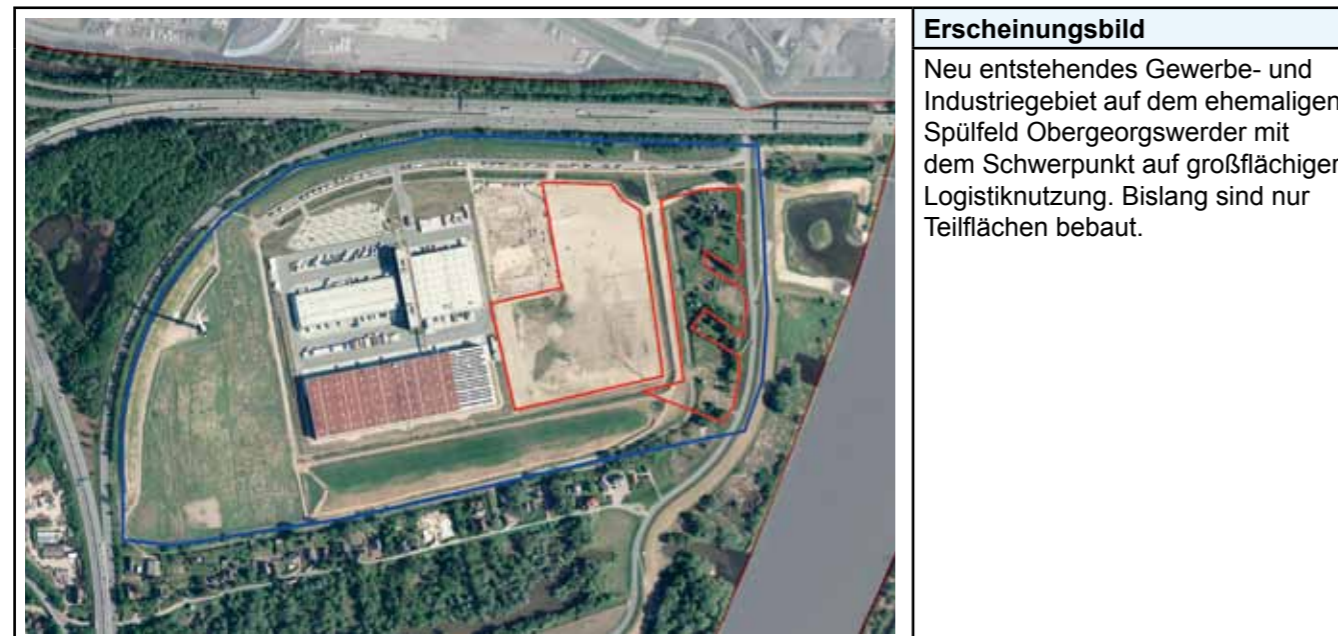 Erscheinungsbild
Neu entstehendes Gewerbe- und
Industriegebiet auf dem ehemaligen
Spülfeld Obergeorgswerder mit
dem Schwerpunkt auf großflächiger
Logistiknutzung. Bislang sind nur
Teilflächen bebaut.